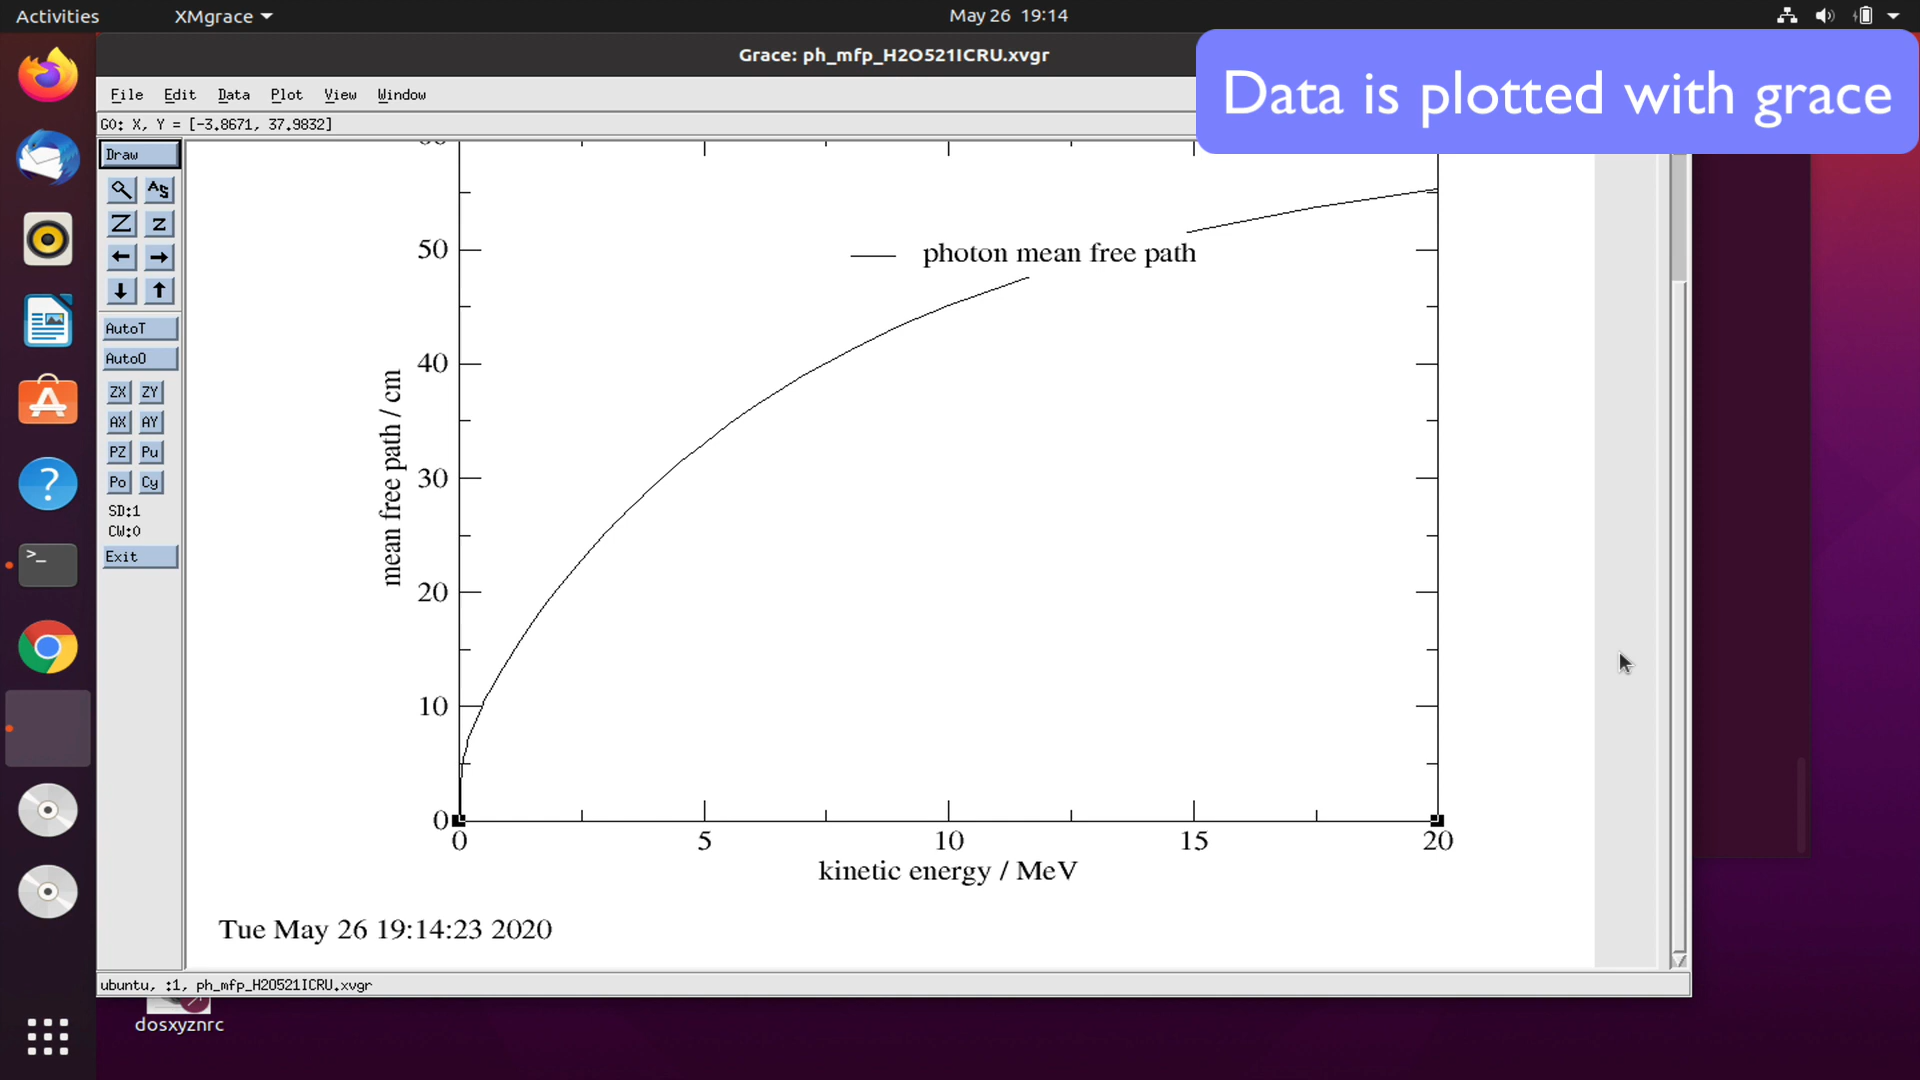 Activities
XMgrace
May 26 19:14
Grace: ph_mfp_H2O521ICRU.xvgr
Data is plotted with grace
File Edit Data Plot View Window
G0: X, Y = [-3.8671, 37.9832]
Draw
AS
Z z
AutoT
AutoO
ZX ZY
AX AY
PZ Pu
Po Cy
SD:1
CW:0
Exit
50
40
30
20
10
0
photon mean free path
mean free path / cm
0 5 10 15 20
kinetic energy / MeV
Tue May 26 19:14:23 2020
ubuntu, :1, ph_mfp_H2O521ICRU.xvgr
dosxyznrc